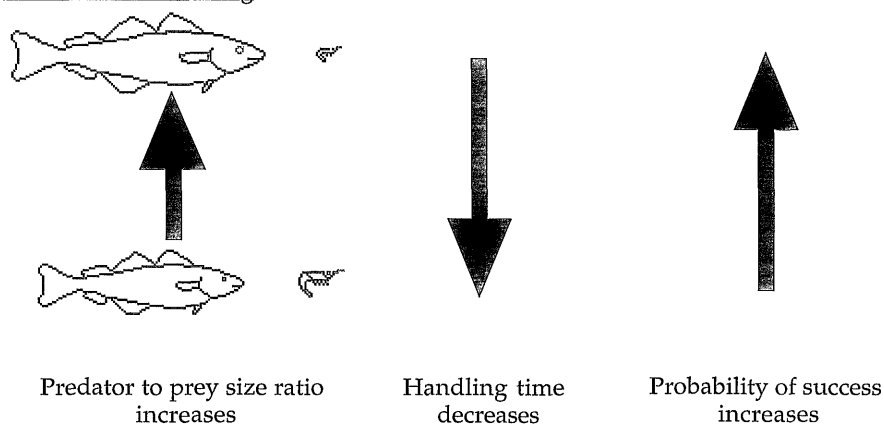 Predator to prey size ratio
increases
Handling time
decreases
Probability of success
increases